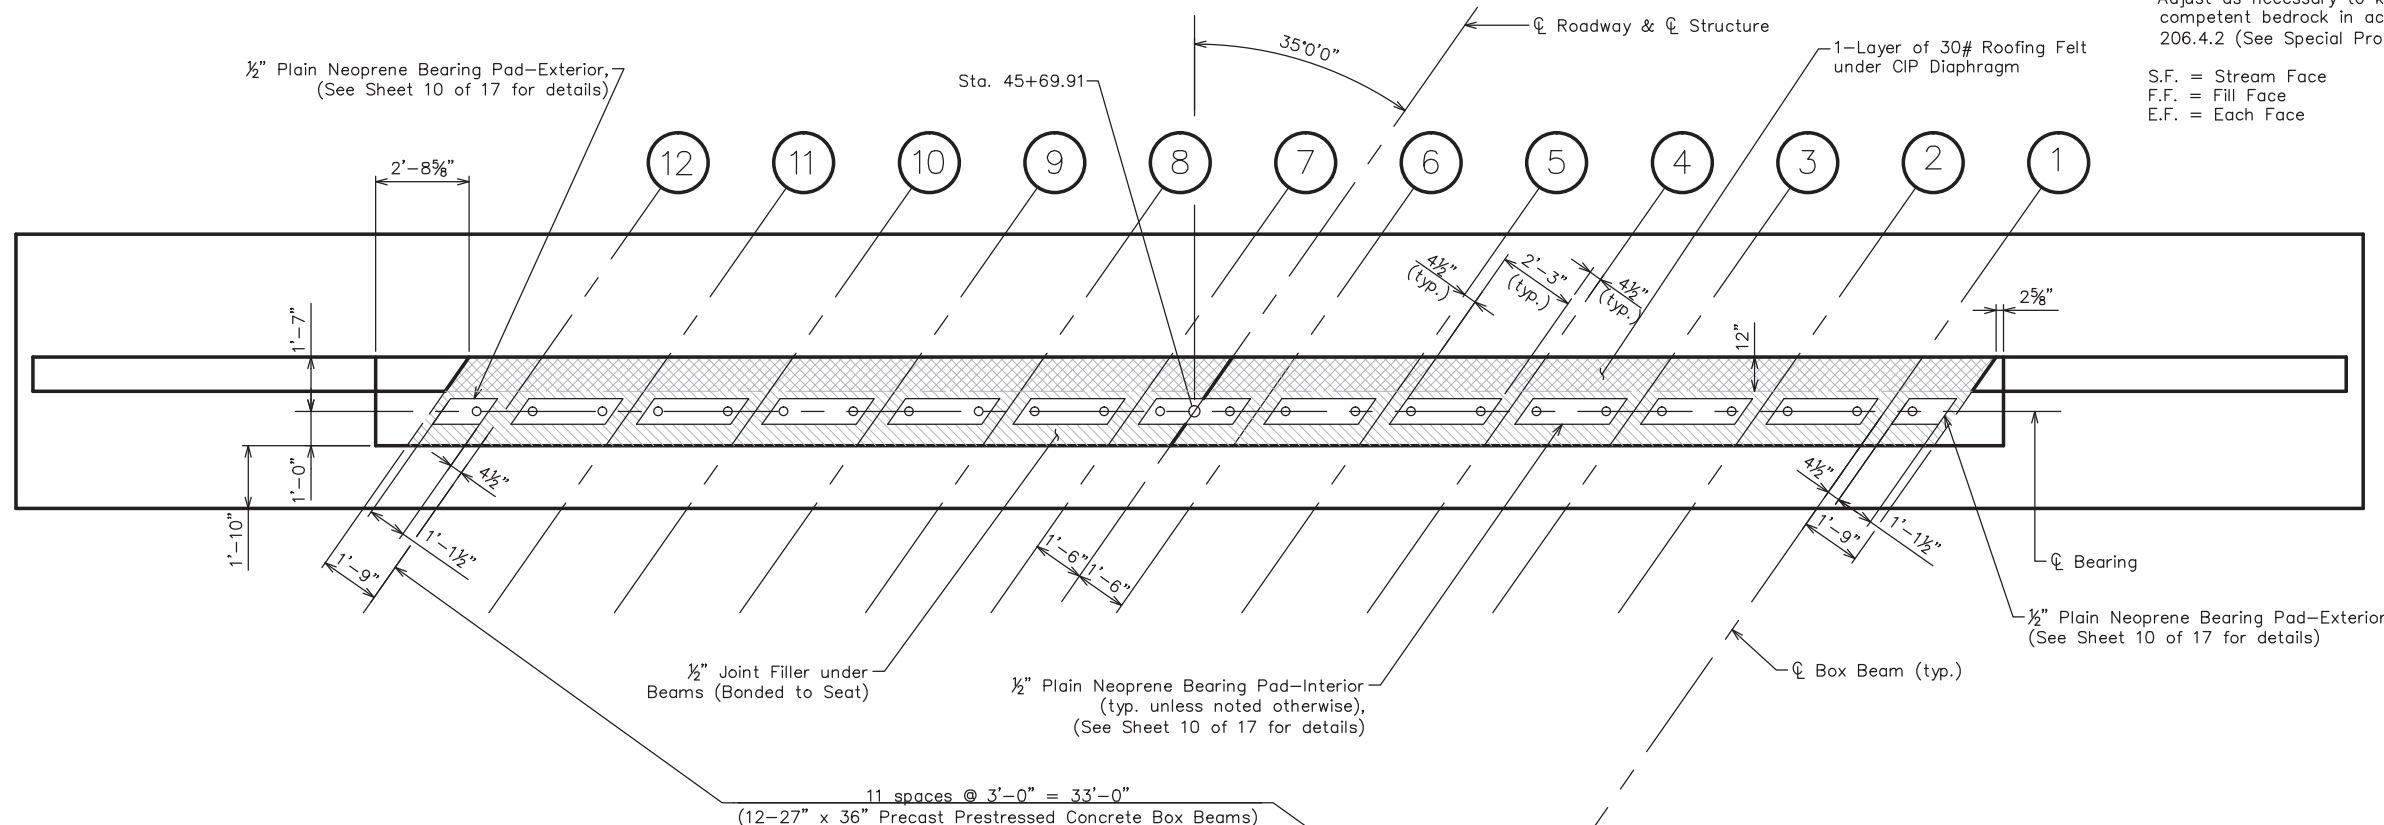 Adjust as necessary to k
competent bedrock in ac
206.4.2 (See Special Pro
S.F. = Stream Face
F.F. = Fill Face
E.F. = Each Face
℄ Roadway & ℄ Structure
35°0'0"
1-Layer of 30# Roofing Felt
under CIP Diaphragm
½" Plain Neoprene Bearing Pad-Exterior,
(See Sheet 10 of 17 for details)
Sta. 45+69.91
12
11
10
9
8
7
6
5
4
3
2
1
2'-8⅝"
4½"
(typ.)
2'-3"
(typ.)
4½"
(typ.)
2⅝"
1'-7"
12"
1'-0"
1'-10"
4½"
1'-1½"
1'-9"
1'-6"
1'-6"
4½"
1'-9"
1'-1½"
℄ Bearing
½" Plain Neoprene Bearing Pad-Exterior
(See Sheet 10 of 17 for details)
℄ Box Beam (typ.)
½" Joint Filler under
Beams (Bonded to Seat)
½" Plain Neoprene Bearing Pad-Interior
(typ. unless noted otherwise),
(See Sheet 10 of 17 for details)
11 spaces @ 3'-0" = 33'-0"
(12-27" x 36" Precast Prestressed Concrete Box Beams)